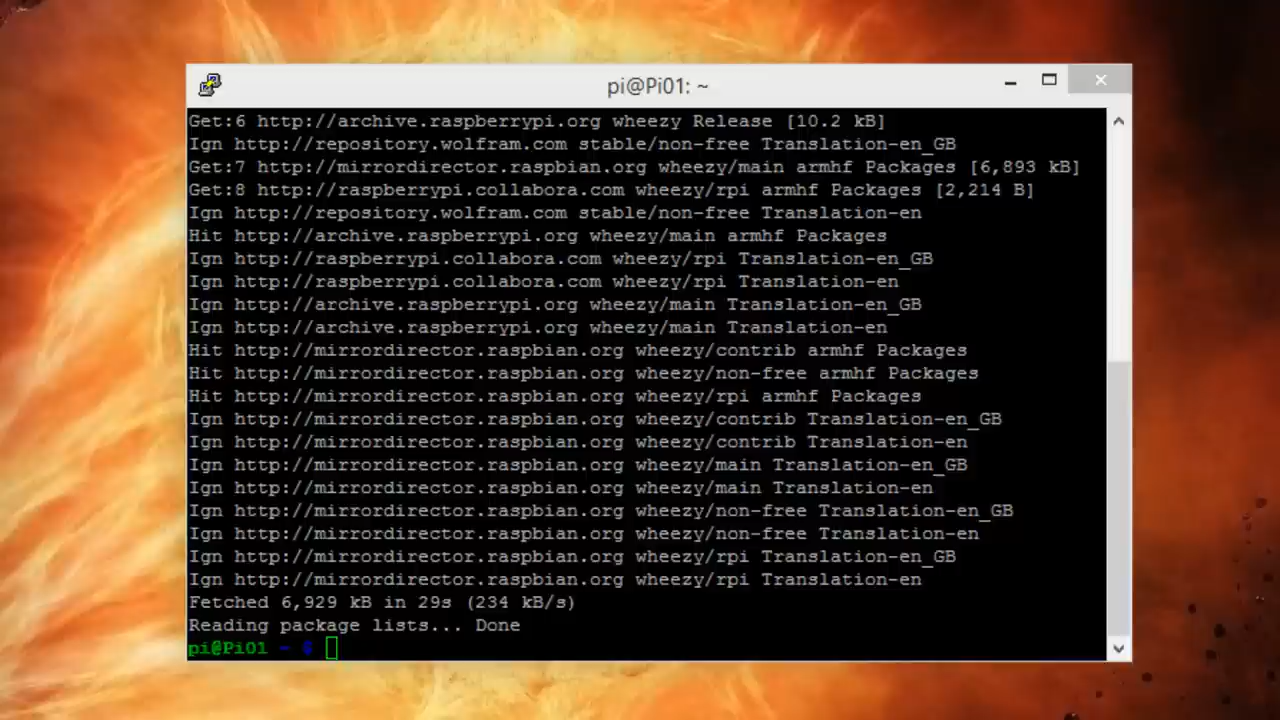 pi@Pi01: ~
Get:6 http://archive.raspberrypi.org wheezy Release [10.2 kB]
Ign http://repository.wolfram.com stable/non-free Translation-en_GB
Get:7 http://mirrordirector.raspbian.org wheezy/main armhf Packages [6,893 kB]
Get:8 http://raspberrypi.collabora.com wheezy/rpi armhf Packages [2,214 B]
Ign http://repository.wolfram.com stable/non-free Translation-en
Hit http://archive.raspberrypi.org wheezy/main armhf Packages
Ign http://raspberrypi.collabora.com wheezy/rpi Translation-en_GB
Ign http://raspberrypi.collabora.com wheezy/rpi Translation-en
Ign http://archive.raspberrypi.org wheezy/main Translation-en_GB
Ign http://archive.raspberrypi.org wheezy/main Translation-en
Hit http://mirrordirector.raspbian.org wheezy/contrib armhf Packages
Hit http://mirrordirector.raspbian.org wheezy/non-free armhf Packages
Hit http://mirrordirector.raspbian.org wheezy/rpi armhf Packages
Ign http://mirrordirector.raspbian.org wheezy/contrib Translation-en_GB
Ign http://mirrordirector.raspbian.org wheezy/contrib Translation-en
Ign http://mirrordirector.raspbian.org wheezy/main Translation-en_GB
Ign http://mirrordirector.raspbian.org wheezy/main Translation-en
Ign http://mirrordirector.raspbian.org wheezy/non-free Translation-en_GB
Ign http://mirrordirector.raspbian.org wheezy/non-free Translation-en
Ign http://mirrordirector.raspbian.org wheezy/rpi Translation-en_GB
Ign http://mirrordirector.raspbian.org wheezy/rpi Translation-en
Fetched 6,929 kB in 29s (234 kB/s)
Reading package lists... Done
pi@Pi01 ~ $